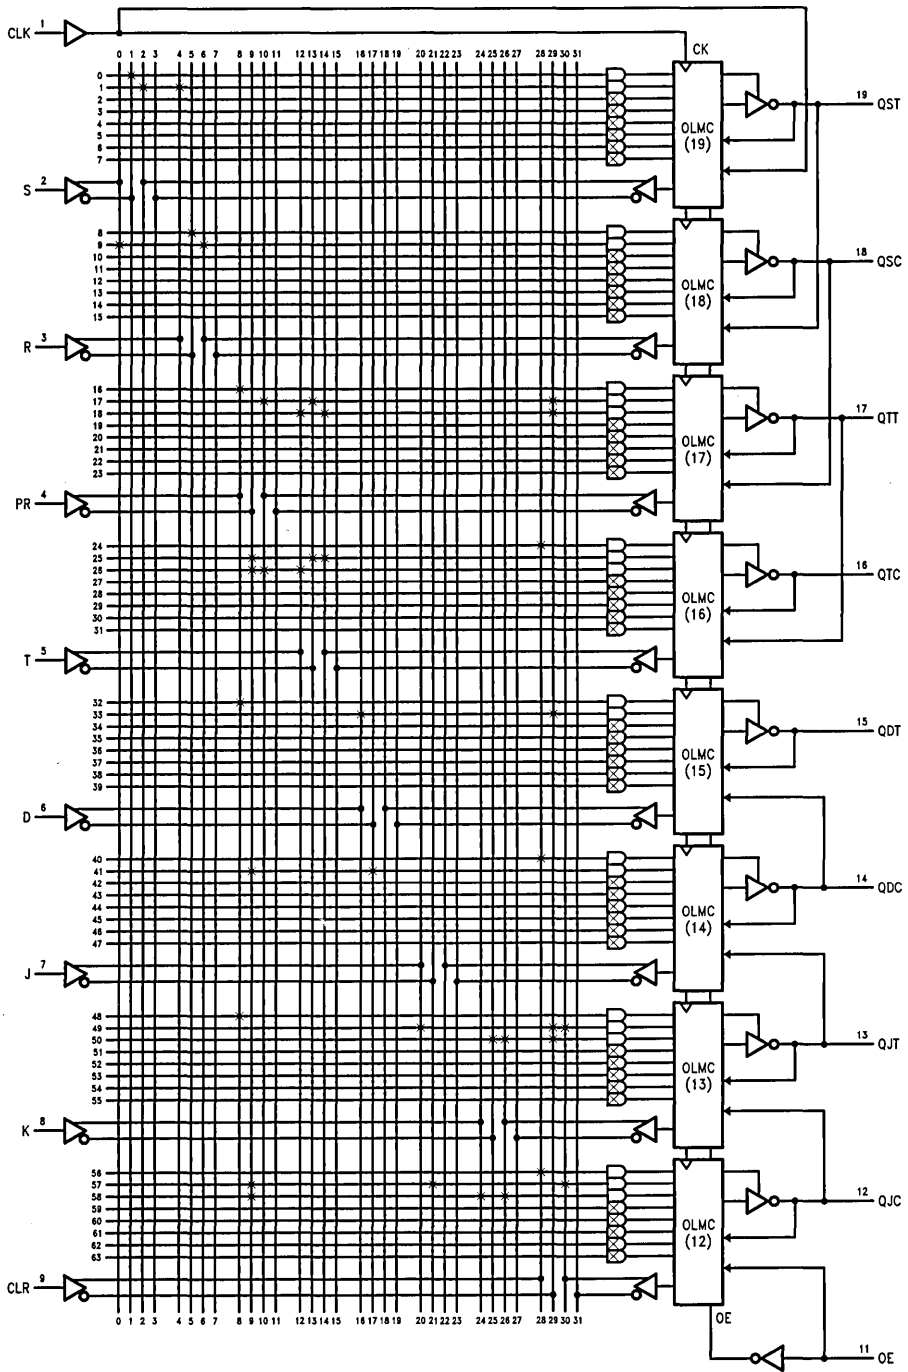 CLK 1
0 1 2 3 4 5 6 7 8 9 10 11 12 13 14 15 16 17 18 19 20 21 22 23 24 25 26 27 28 29 30 31
CK
0
1
2
3
4
5
6
7
OLMC
(19)
19 QST
S 2
8
9
10
11
12
13
14
15
OLMC
(18)
18 QSC
R 3
16
17
18
19
20
21
22
23
OLMC
(17)
17 QTT
PR 4
24
25
26
27
28
29
30
31
OLMC
(16)
16 QTC
T 5
32
33
34
35
36
37
38
39
OLMC
(15)
15 QDT
D 6
40
41
42
43
44
45
46
47
OLMC
(14)
14 QDC
J 7
48
49
50
51
52
53
54
55
OLMC
(13)
13 QJT
K 8
56
57
58
59
60
61
62
63
OLMC
(12)
12 QJC
CLR 9
0 1 2 3 4 5 6 7 8 9 10 11 12 13 14 15 16 17 18 19 20 21 22 23 24 25 26 27 28 29 30 31
OE
11 OE